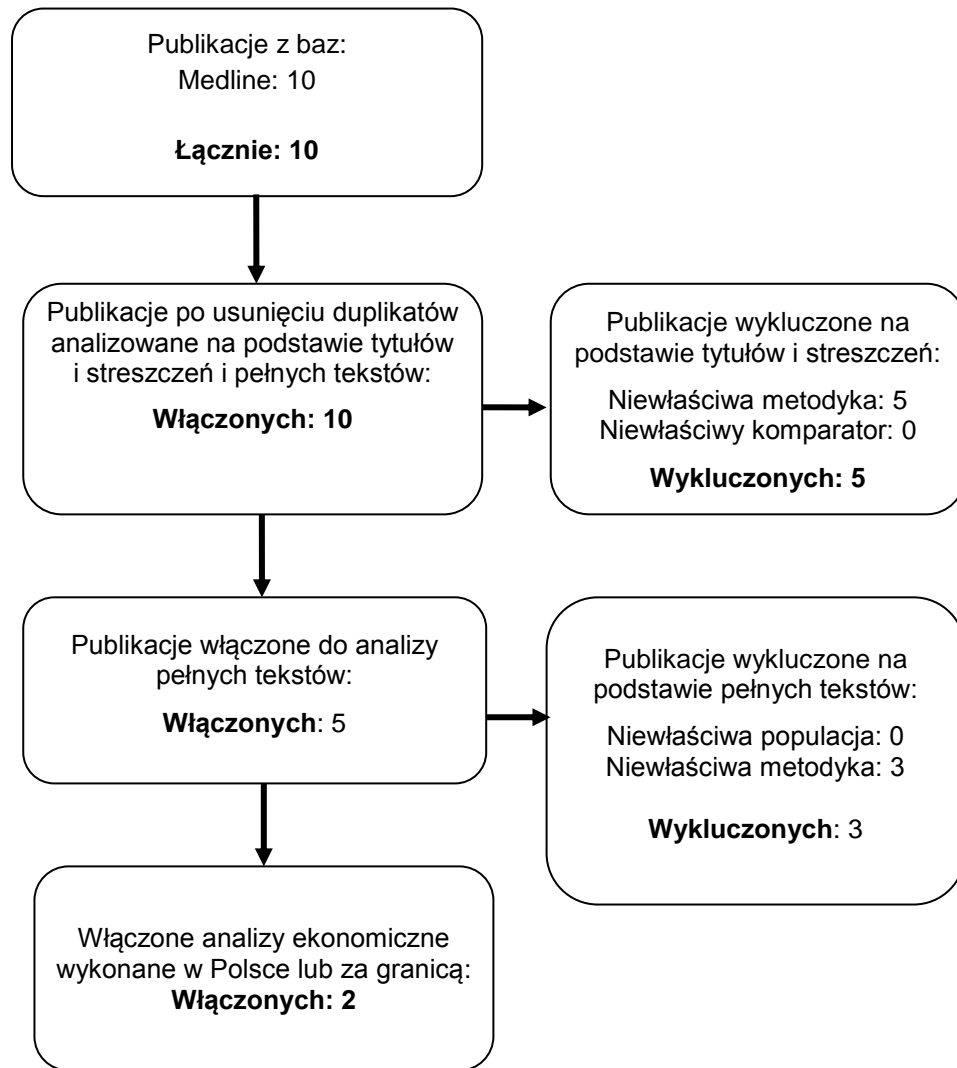 Publikacje z baz:
Medline: 10
Łącznie: 10
Publikacje po usunięciu duplikatów
analizowane na podstawie tytułów
i streszczeń i pełnych tekstów:
Włączonych: 10
Publikacje wykluczone na
podstawie tytułów i streszczeń:
Niewłaściwa metodyka: 5
Niewłaściwy komparator: 0
Wykluczonych: 5
Publikacje włączone do analizy
pełnych tekstów:
Włączonych: 5
Publikacje wykluczone na
podstawie pełnych tekstów:
Niewłaściwa populacja: 0
Niewłaściwa metodyka: 3
Wykluczonych: 3
Włączone analizy ekonomiczne
wykonane w Polsce lub za granicą:
Włączonych: 2